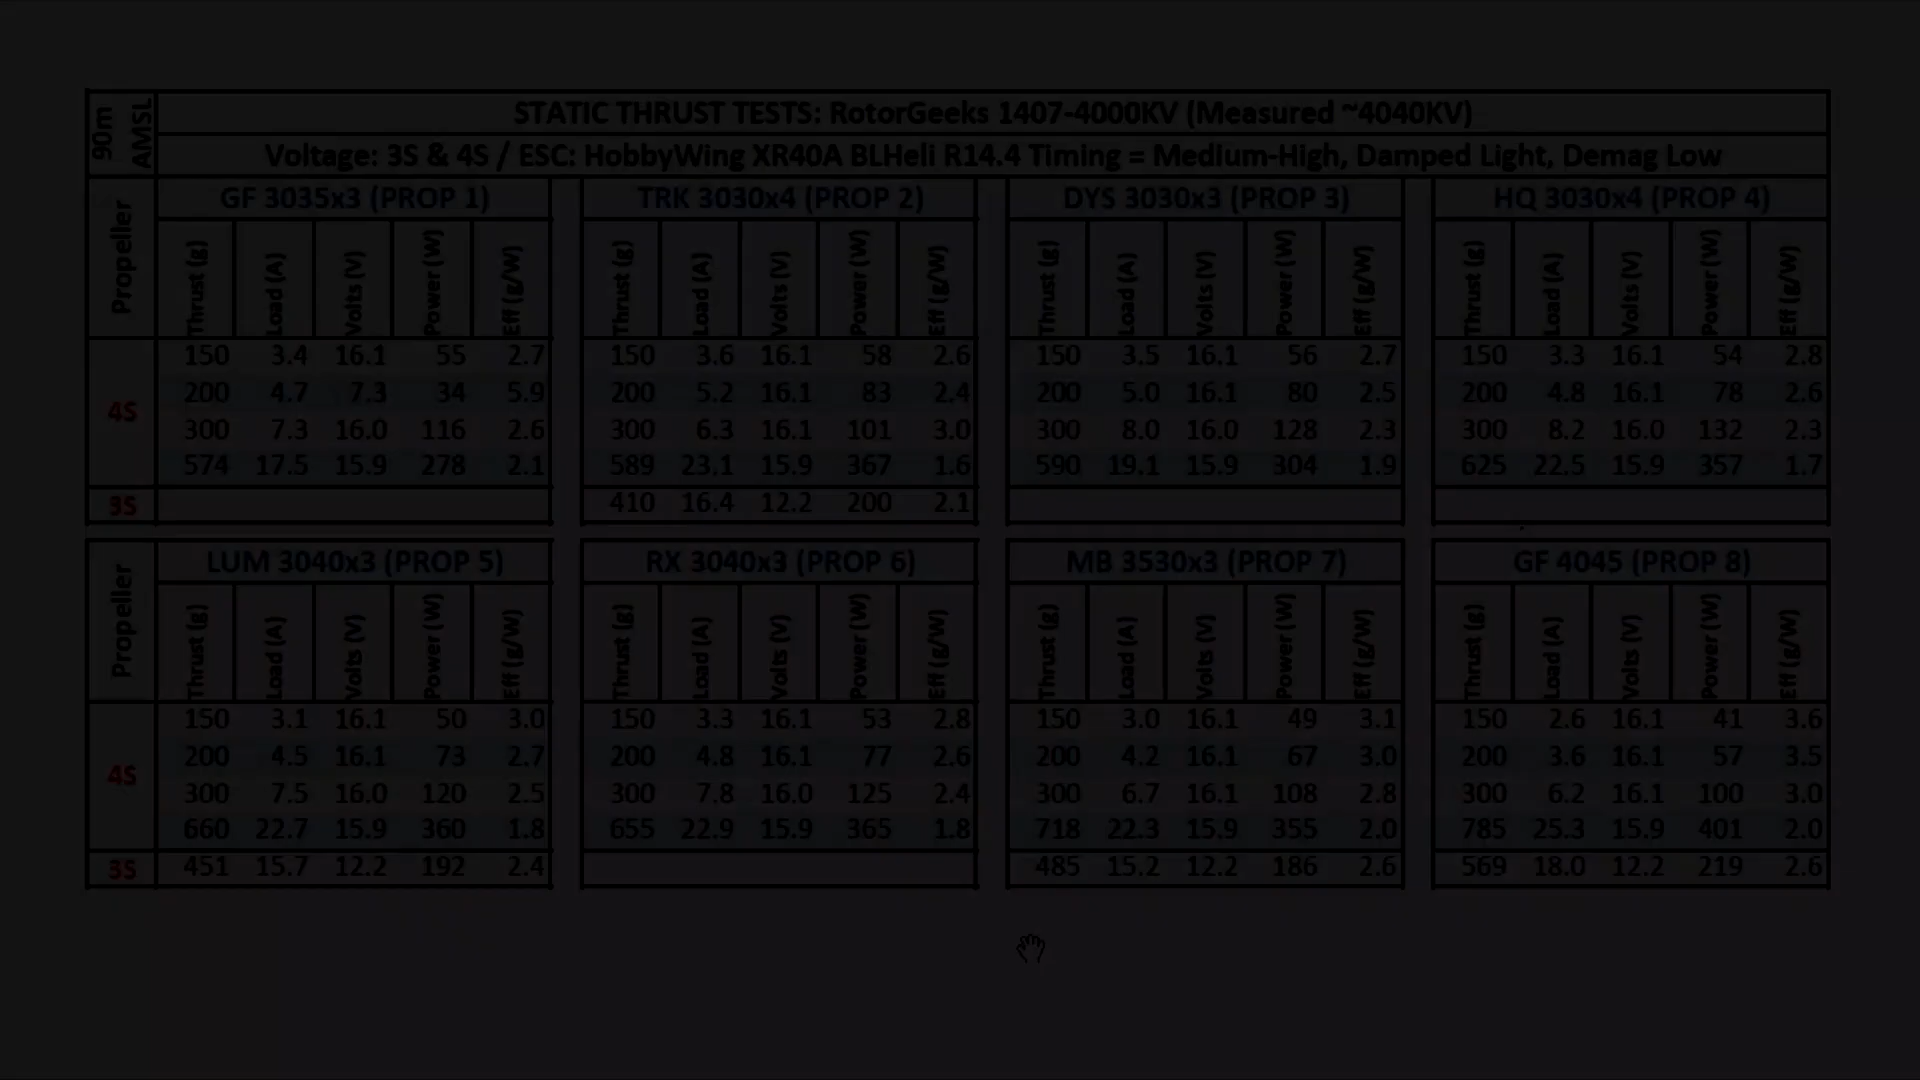 90m AMSL
STATIC THRUST TESTS: RotorGeeks 1407-4000KV (Measured ~4040KV)
Voltage: 3S & 4S / ESC: HobbyWing XR40A BLHeli R14.4 Timing = Medium-High, Damped Light, Demag Low
Propeller GF 3035x3 (PROP 1) TRK 3030x4 (PROP 2) DYS 3030x3 (PROP 3) HQ 3030x4 (PROP 4)
Thrust (g) Load (A) Volts (V) Power (W) Eff (g/W) Thrust (g) Load (A) Volts (V) Power (W) Eff (g/W) Thrust (g) Load (A) Volts (V) Power (W) Eff (g/W) Thrust (g) Load (A) Volts (V) Power (W) Eff (g/W)
4S
150 3.4 16.1 55 2.7 150 3.6 16.1 58 2.6 150 3.5 16.1 56 2.7 150 3.3 16.1 54 2.8
200 4.7 7.3 34 5.9 200 5.2 16.1 83 2.4 200 5.0 16.1 80 2.5 200 4.8 16.1 78 2.6
300 7.3 16.0 116 2.6 300 6.3 16.1 101 3.0 300 8.0 16.0 128 2.3 300 8.2 16.0 132 2.3
574 17.5 15.9 278 2.1 589 23.1 15.9 367 1.6 590 19.1 15.9 304 1.9 625 22.5 15.9 357 1.7
3S 410 16.4 12.2 200 2.1
Propeller LUM 3040x3 (PROP 5) RX 3040x3 (PROP 6) MB 3530x3 (PROP 7) GF 4045 (PROP 8)
Thrust (g) Load (A) Volts (V) Power (W) Eff (g/W) Thrust (g) Load (A) Volts (V) Power (W) Eff (g/W) Thrust (g) Load (A) Volts (V) Power (W) Eff (g/W) Thrust (g) Load (A) Volts (V) Power (W) Eff (g/W)
4S
150 3.1 16.1 50 3.0 150 3.3 16.1 53 2.8 150 3.0 16.1 49 3.1 150 2.6 16.1 41 3.6
200 4.5 16.1 73 2.7 200 4.8 16.1 77 2.6 200 4.2 16.1 67 3.0 200 3.6 16.1 57 3.5
300 7.5 16.0 120 2.5 300 7.8 16.0 125 2.4 300 6.7 16.1 108 2.8 300 6.2 16.1 100 3.0
660 22.7 15.9 360 1.8 655 22.9 15.9 365 1.8 718 22.3 15.9 355 2.0 785 25.3 15.9 401 2.0
3S 451 15.7 12.2 192 2.4 485 15.2 12.2 186 2.6 569 18.0 12.2 219 2.6